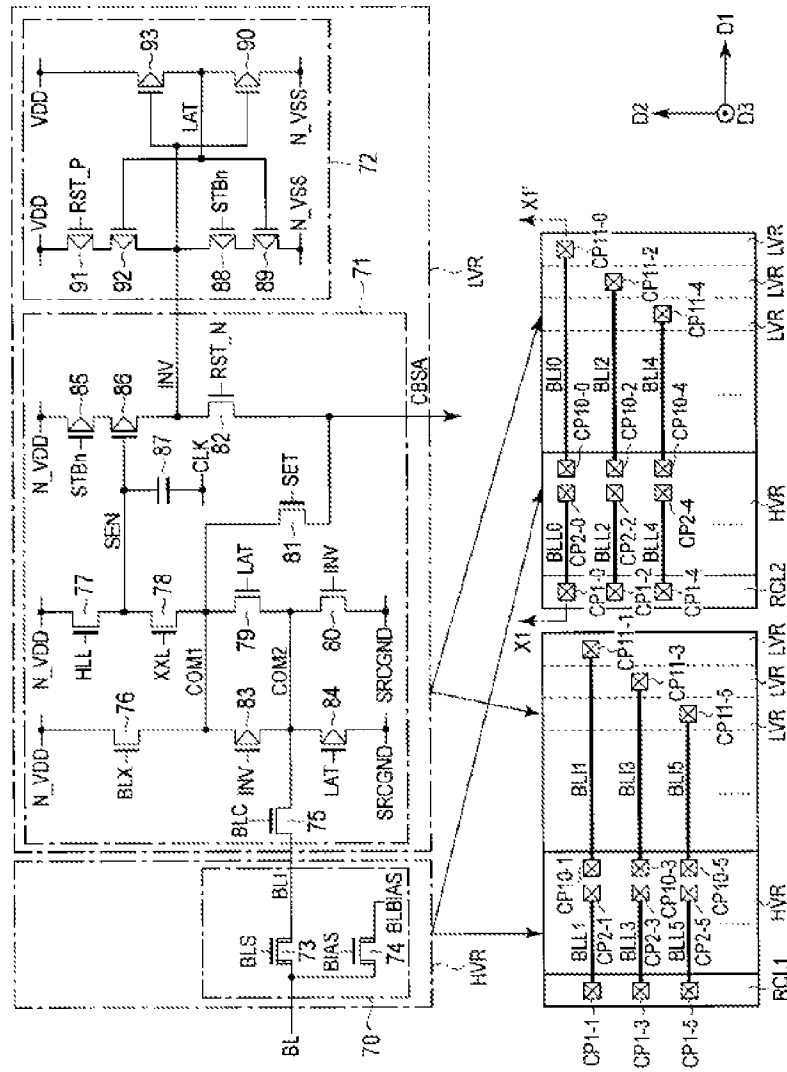 VDD
93
90
N_VSS
LAT
VDD
RST_P
91
92
STBn
88
89
N_VSS
72
71
LVR
N_VDD
STBn
85
86
INV
RST_N
82
CBSA
87
CLK
SEN
SET
81
N_VDD
77
HLL
78
XXL
COM1
LAT
79
COM2
INV
80
SRCGND
N_VDD
76
BLX
83
INV
84
LAT
SRCGND
BLC
75
BLI
BLS
73
BIAS
74
BLBIAS
BL
70
HVR
D2
D1
D3
X1'
CP11-0
CP11-2
CP11-4
LVR
LVR
LVR
BLI0
BLI2
BLI4
CP10-0
CP10-2
CP10-4
BLL0
CP2-0
BLL2
CP2-2
BLL4
CP2-4
HVR
X1
CP1-0
CP1-2
CP1-4
RCL2
CP11-1
CP11-3
CP11-5
LVR
LVR
LVR
BLI1
BLI3
BLI5
CP10-1
CP10-3
CP10-5
BLL1
CP2-1
BLL3
CP2-3
BLL5
CP2-5
HVR
CP1-1
CP1-3
CP1-5
RCL1